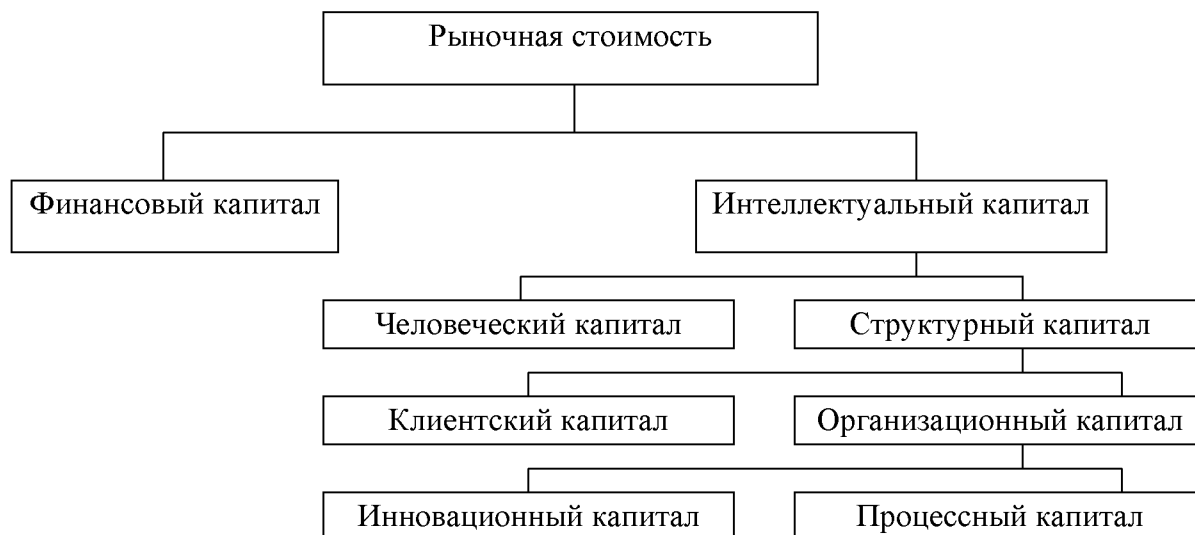 Рыночная стоимость
Финансовый капитал
Интеллектуальный капитал
Человеческий капитал
Структурный капитал
Клиентский капитал
Организационный капитал
Инновационный капитал
Процессный капитал